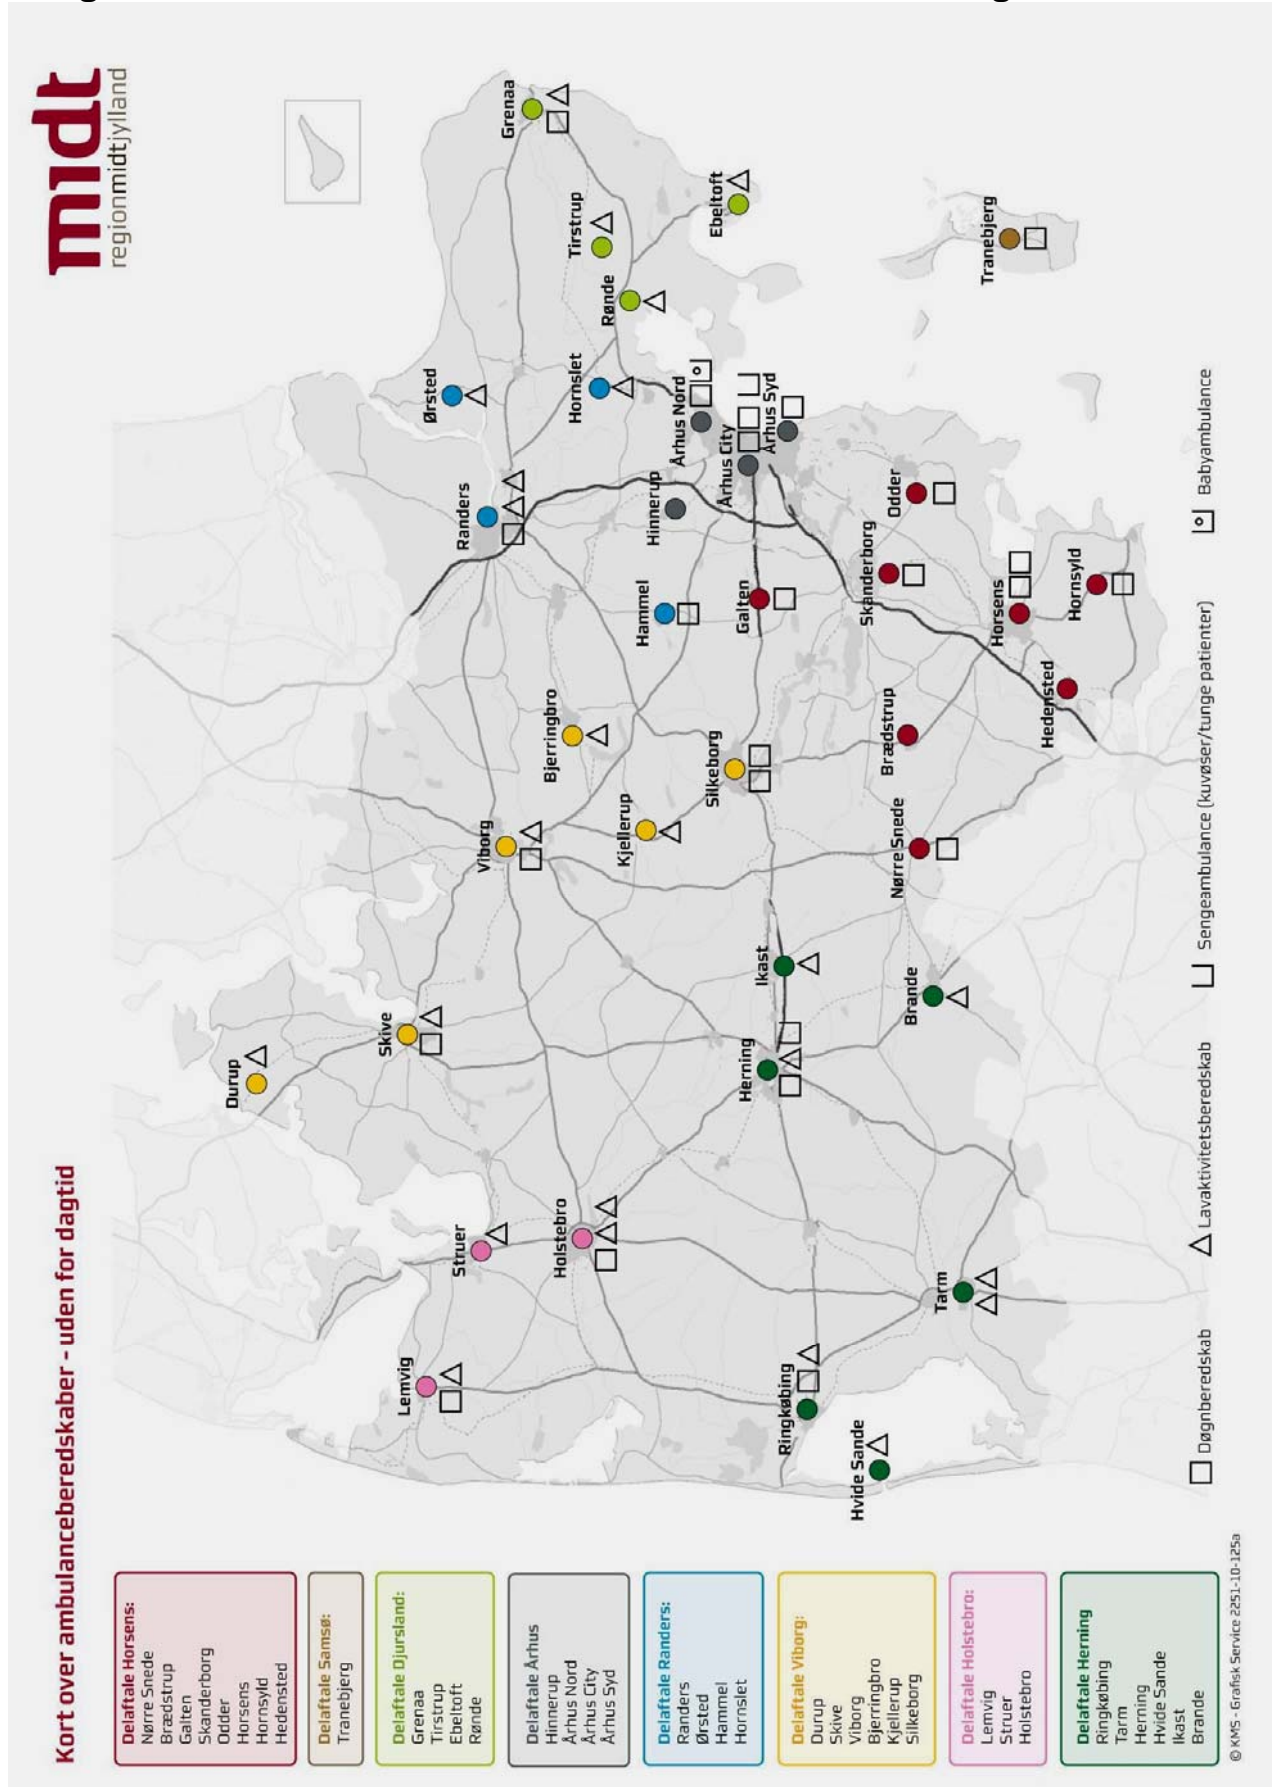 Kort over ambulanceberedskaber - uden for dagtid
midt
regionmidtjylland
Delaftale Horsens:
Nørre Snede
Brædstrup
Galten
Skanderborg
Odder
Horsens
Hornsyld
Hedensted
Delaftale Samsø:
Tranebjerg
Delaftale Djursland:
Grenaa
Tirstrup
Ebeltoft
Rønde
Delaftale Århus
Hinnerup
Århus Nord
Århus City
Århus Syd
Delaftale Randers:
Randers
Ørsted
Hammel
Hornslet
Delaftale Viborg:
Durup
Skive
Viborg
Bjerringbro
Kjellerup
Silkeborg
Delaftale Holstebro:
Lemvig
Struer
Holstebro
Delaftale Herning
Ringkøbing
Tarm
Herning
Hvide Sande
Ikast
Brande
Durup
Skive
Ørsted
Grenaa
Lemvig
Struer
Viborg
Randers
Holstebro
Bjerringbro
Hornslet
Tirstrup
Rønde
Kjellerup
Hammel
Hinnerup
Århus Nord
Ebeltoft
Silkeborg
Galten
Århus City
Århus Syd
Ringkøbing
Herning
Ikast
Hvide Sande
Tarm
Brande
Nørre Snede
Brædstrup
Skanderborg
Odder
Tranebjerg
Horsens
Hedensted
Hornsyld
Døgnberedskab
Lavaktivitetsberedskab
Sengeambulance (kuvøser/tunge patienter)
Babyambulance
© KMS - Grafisk Service 2251-10-125a